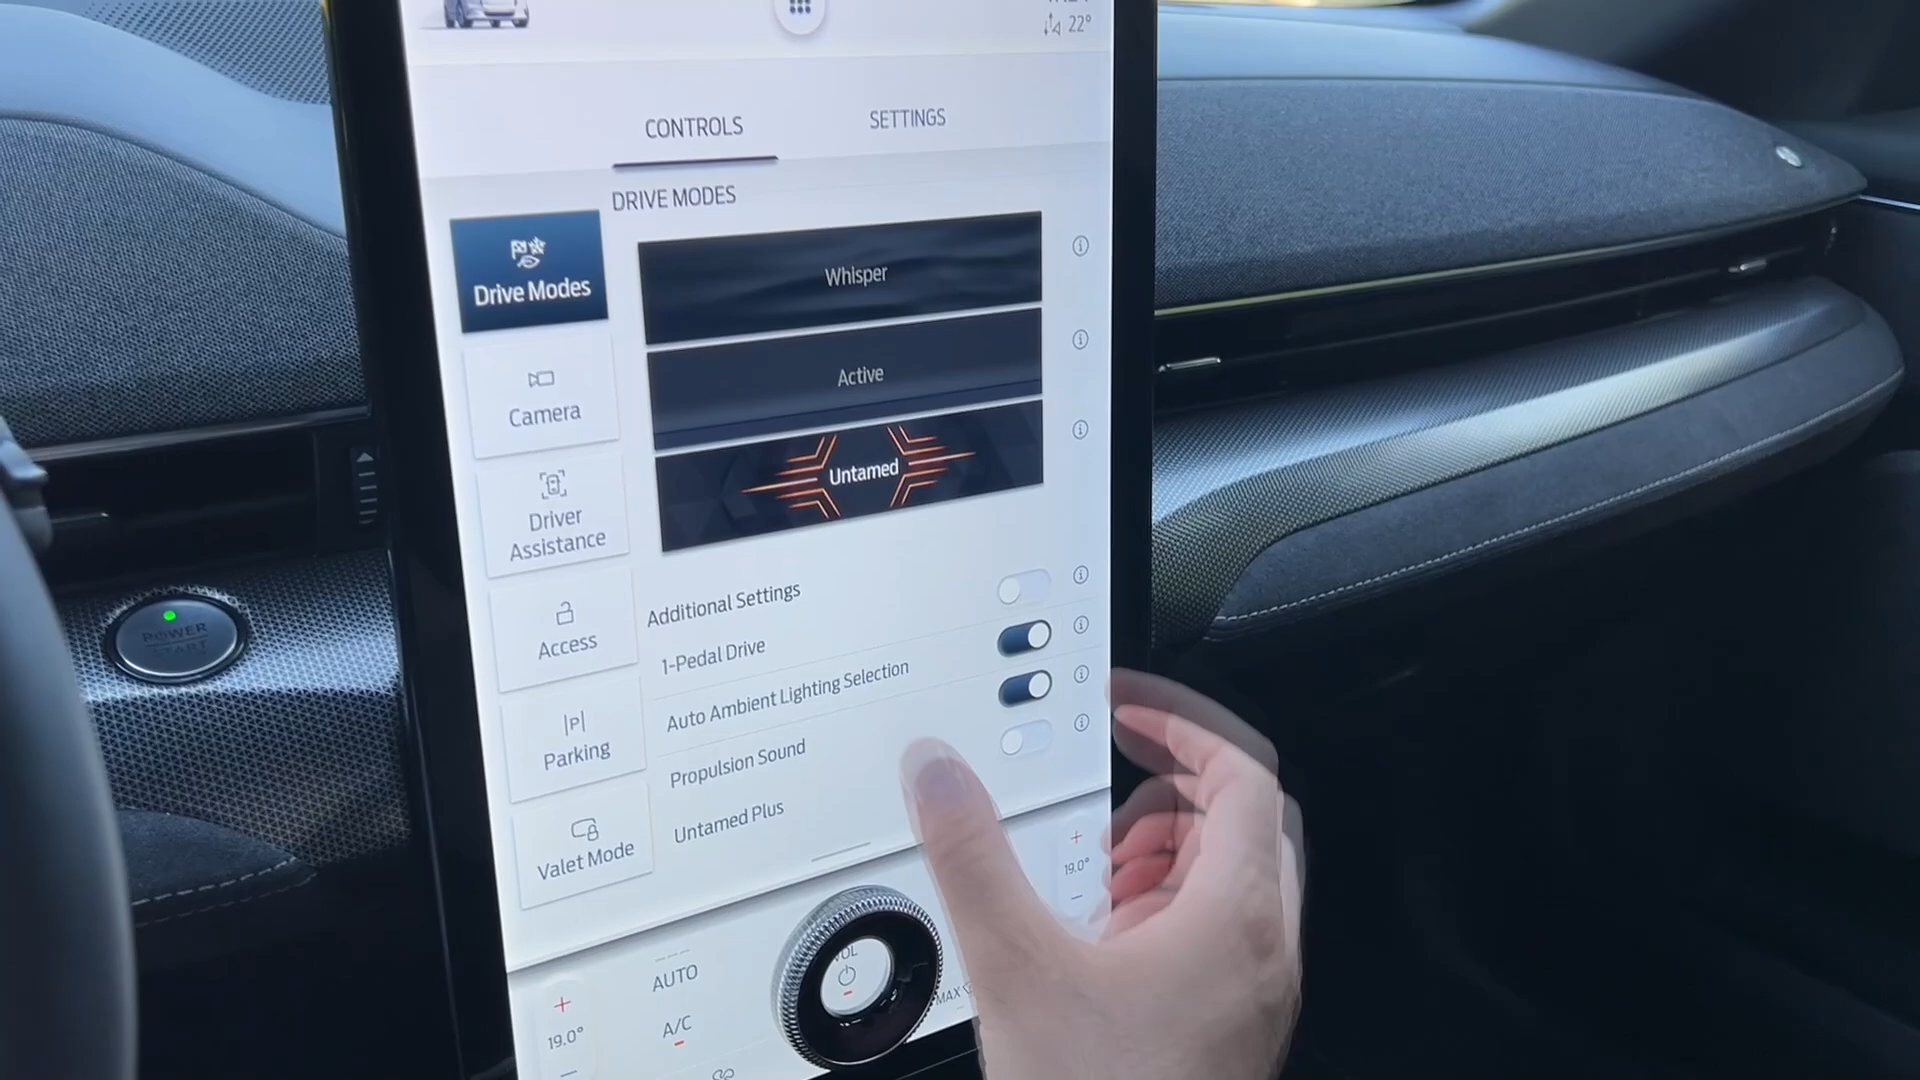 22°
CONTROLS
SETTINGS
DRIVE MODES
Drive Modes
Whisper
Camera
Active
Untamed
Driver
Assistance
Additional Settings
Access
1-Pedal Drive
Auto Ambient Lighting Selection
Parking
Propulsion Sound
Valet Mode
Untamed Plus
POWER
START
+
19.0°
−
AUTO
A/C
VOL
MAX
+
19.0°
−